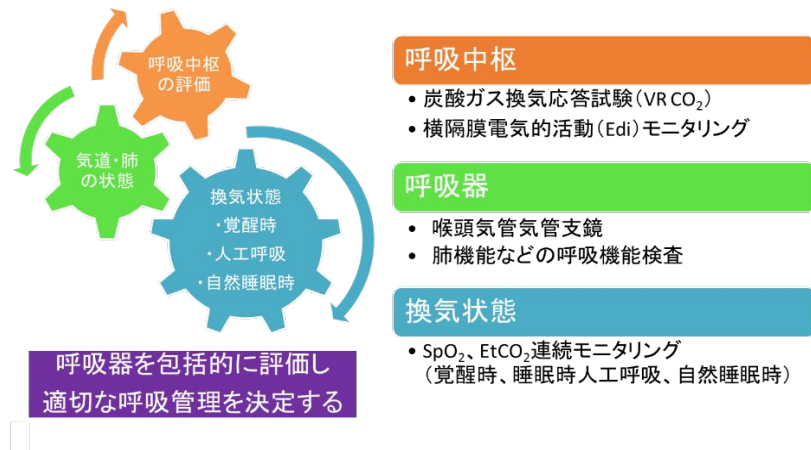 呼吸中枢
の評価
気道・肺
の状態
換気状態
・覚醒時
・人工呼吸
・自然睡眠時
呼吸器を包括的に評価し
適切な呼吸管理を決定する
呼吸中枢
• 炭酸ガス換気応答試験（VR CO₂）
• 横隔膜電気的活動（Edi）モニタリング
呼吸器
• 喉頭気管気管支鏡
• 肺機能などの呼吸機能検査
換気状態
• SpO₂、EtCO₂連続モニタリング
（覚醒時、睡眠時人工呼吸、自然睡眠時）